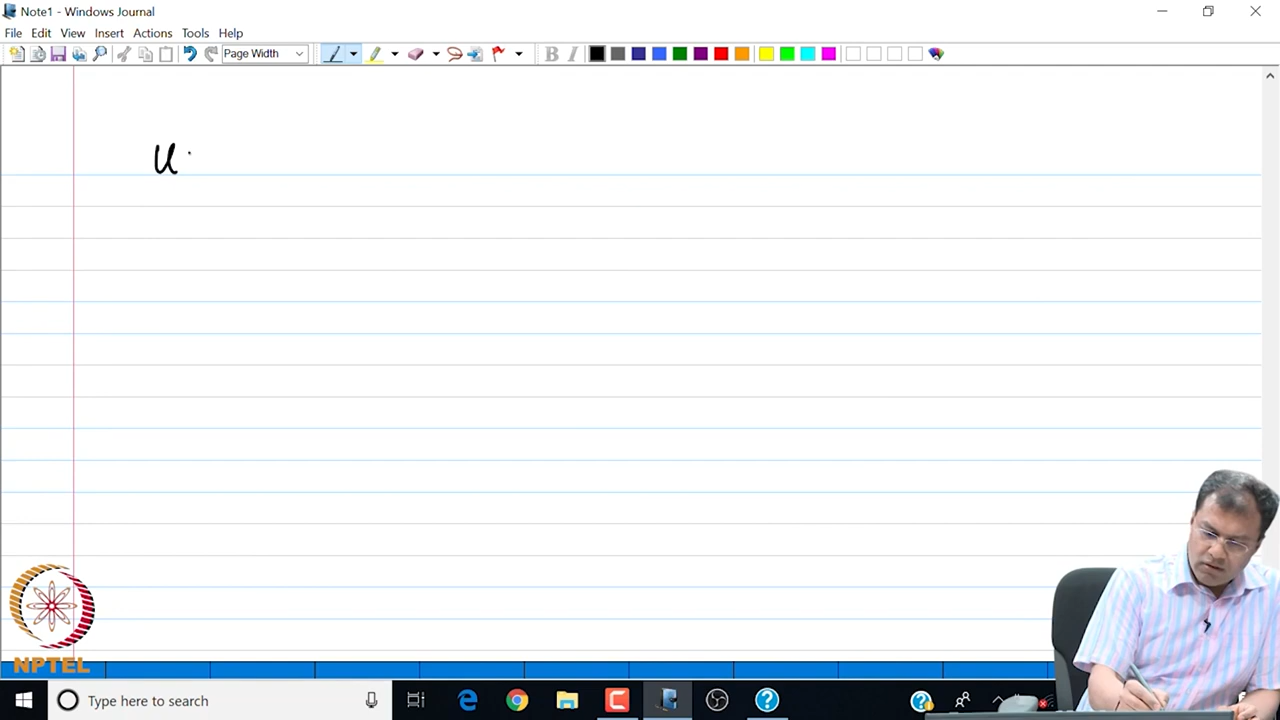 Note1 - Windows Journal
File Edit View Insert Actions Tools Help
Page Width B I
u
NPTEL
Type here to search